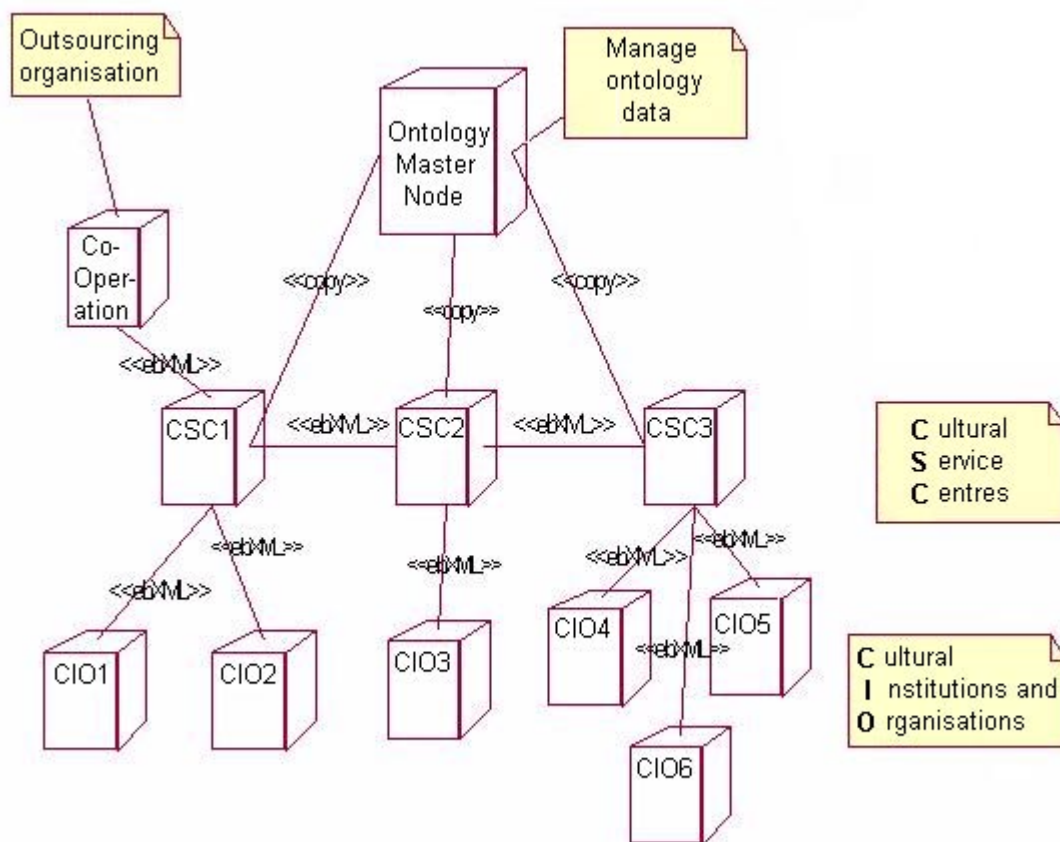 Outsourcing
organisation
Manage
ontology
data
Ontology
Master
Node
Co-
Oper-
ation
<<copy>>
<<copy>>
<<copy>>
<<ebXML>>
CSC1
<<ebXML>>
CSC2
<<ebXML>>
CSC3
C ultural
S ervice
C entres
<<ebXML>>
<<ebXML>>
<<ebXML>>
<<ebXML>>
<<ebXML>>
<<ebXML>>
CIO1
CIO2
CIO3
CIO4
CIO5
CIO6
C ultural
I nstitutions and
O rganisations